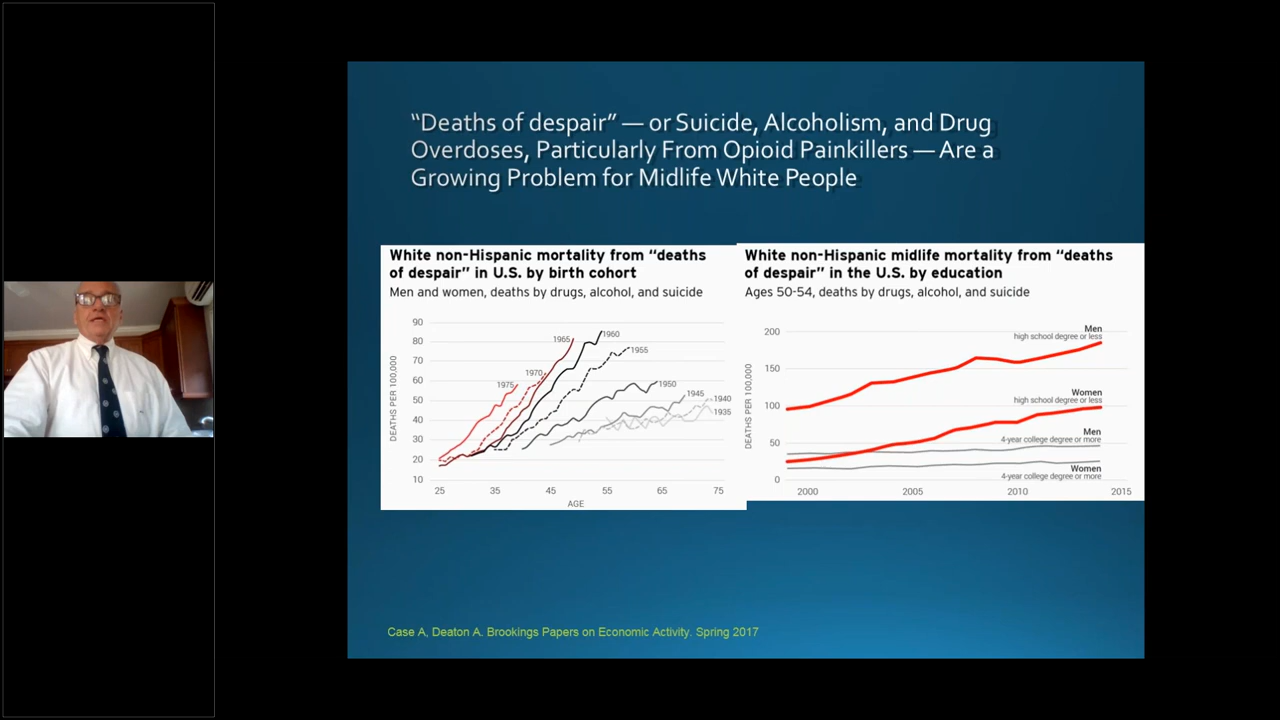 “Deaths of despair” — or Suicide, Alcoholism, and Drug
Overdoses, Particularly From Opioid Painkillers — Are a
Growing Problem for Midlife White People
White non-Hispanic mortality from “deaths
of despair” in U.S. by birth cohort
Men and women, deaths by drugs, alcohol, and suicide
DEATHS PER 100,000
90
80
70
60
50
40
30
20
10
1975
1970
1965
1960
1955
1950
1945
1940
1935
25 35 45 55 65 75
AGE
White non-Hispanic midlife mortality from “deaths
of despair” in the U.S. by education
Ages 50-54, deaths by drugs, alcohol, and suicide
DEATHS PER 100,000
200
150
100
50
0
Men
high school degree or less
Women
high school degree or less
Men
4-year college degree or more
Women
4-year college degree or more
2000 2005 2010 2015
Case A, Deaton A. Brookings Papers on Economic Activity. Spring 2017